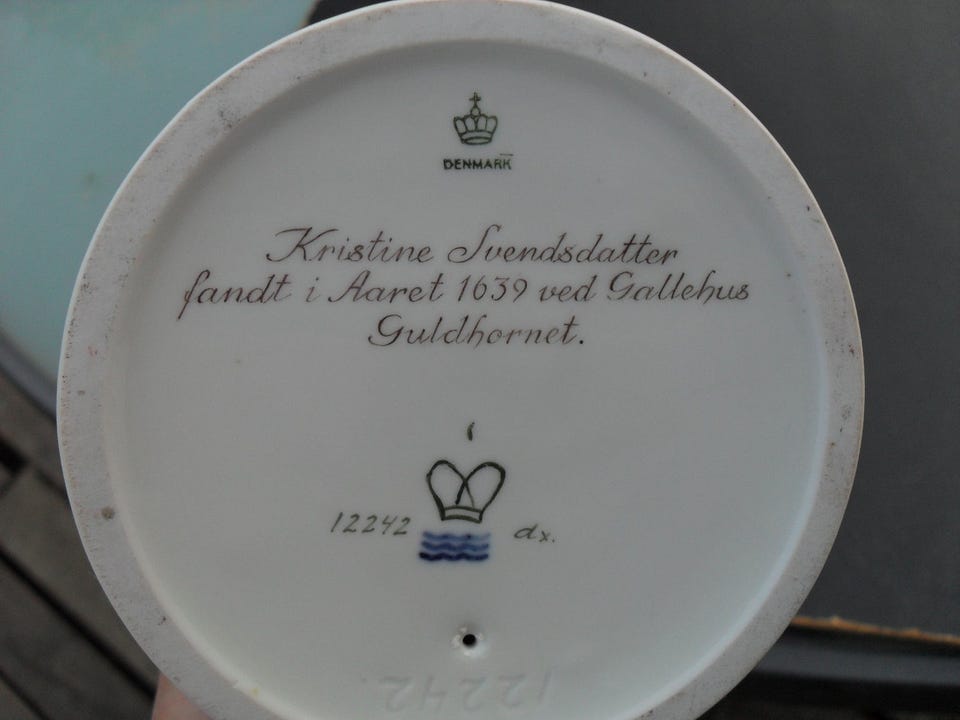 DENMARK
Kristine Svendsdatter
fandt i Aaret 1639 ved Gallehus
Guldhornet.
12242 dx.
12242